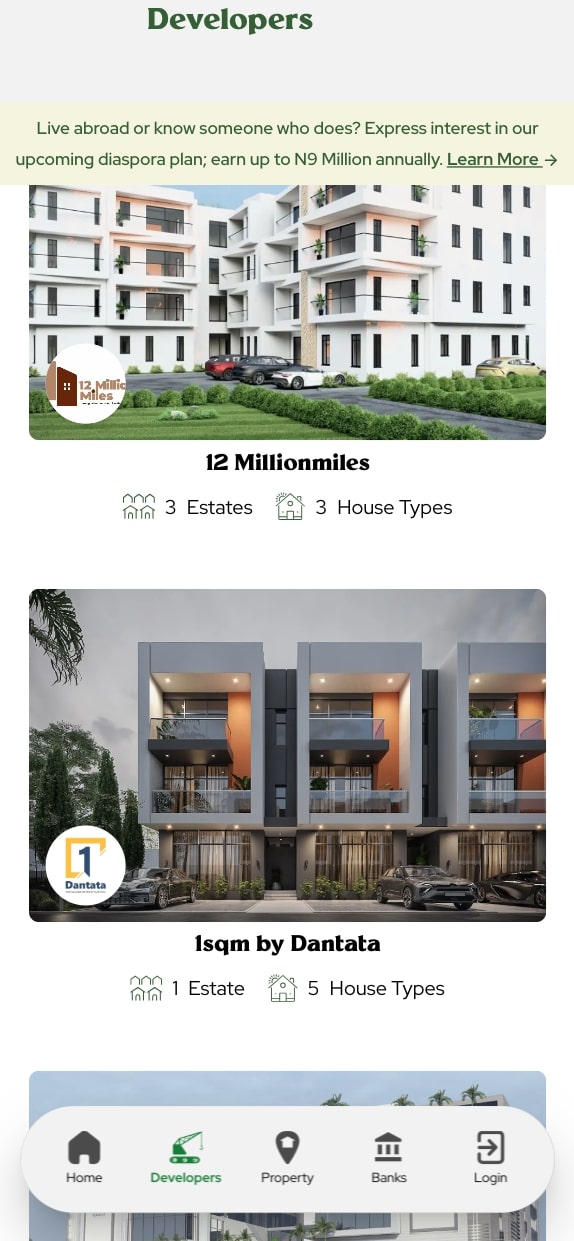 Developers
Live abroad or know someone who does? Express interest in our
upcoming diaspora plan; earn up to N9 Million annually. Learn More →
12 Millic
Miles
12 Millionmiles
3 Estates 3 House Types
1
Dantata
1sqm by Dantata
1 Estate 5 House Types
Home Developers Property Banks Login